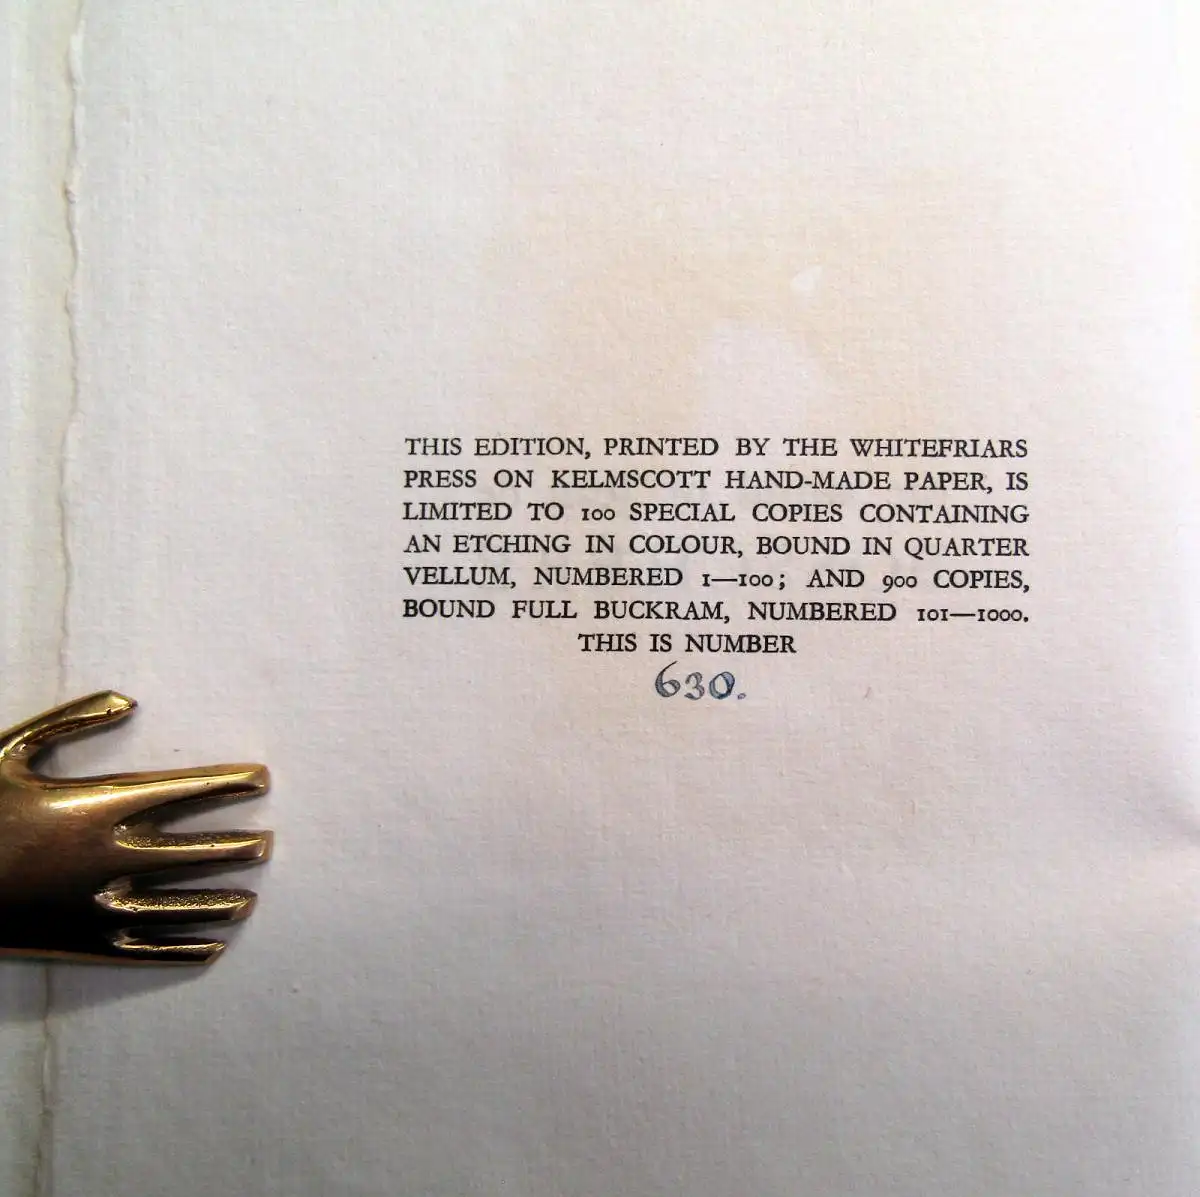 THIS EDITION, PRINTED BY THE WHITEFRIARS
PRESS ON KELMSCOTT HAND-MADE PAPER, IS
LIMITED TO 100 SPECIAL COPIES CONTAINING
AN ETCHING IN COLOUR, BOUND IN QUARTER
VELLUM, NUMBERED 1—100; AND 900 COPIES,
BOUND FULL BUCKRAM, NUMBERED 101—1000.
THIS IS NUMBER
630.